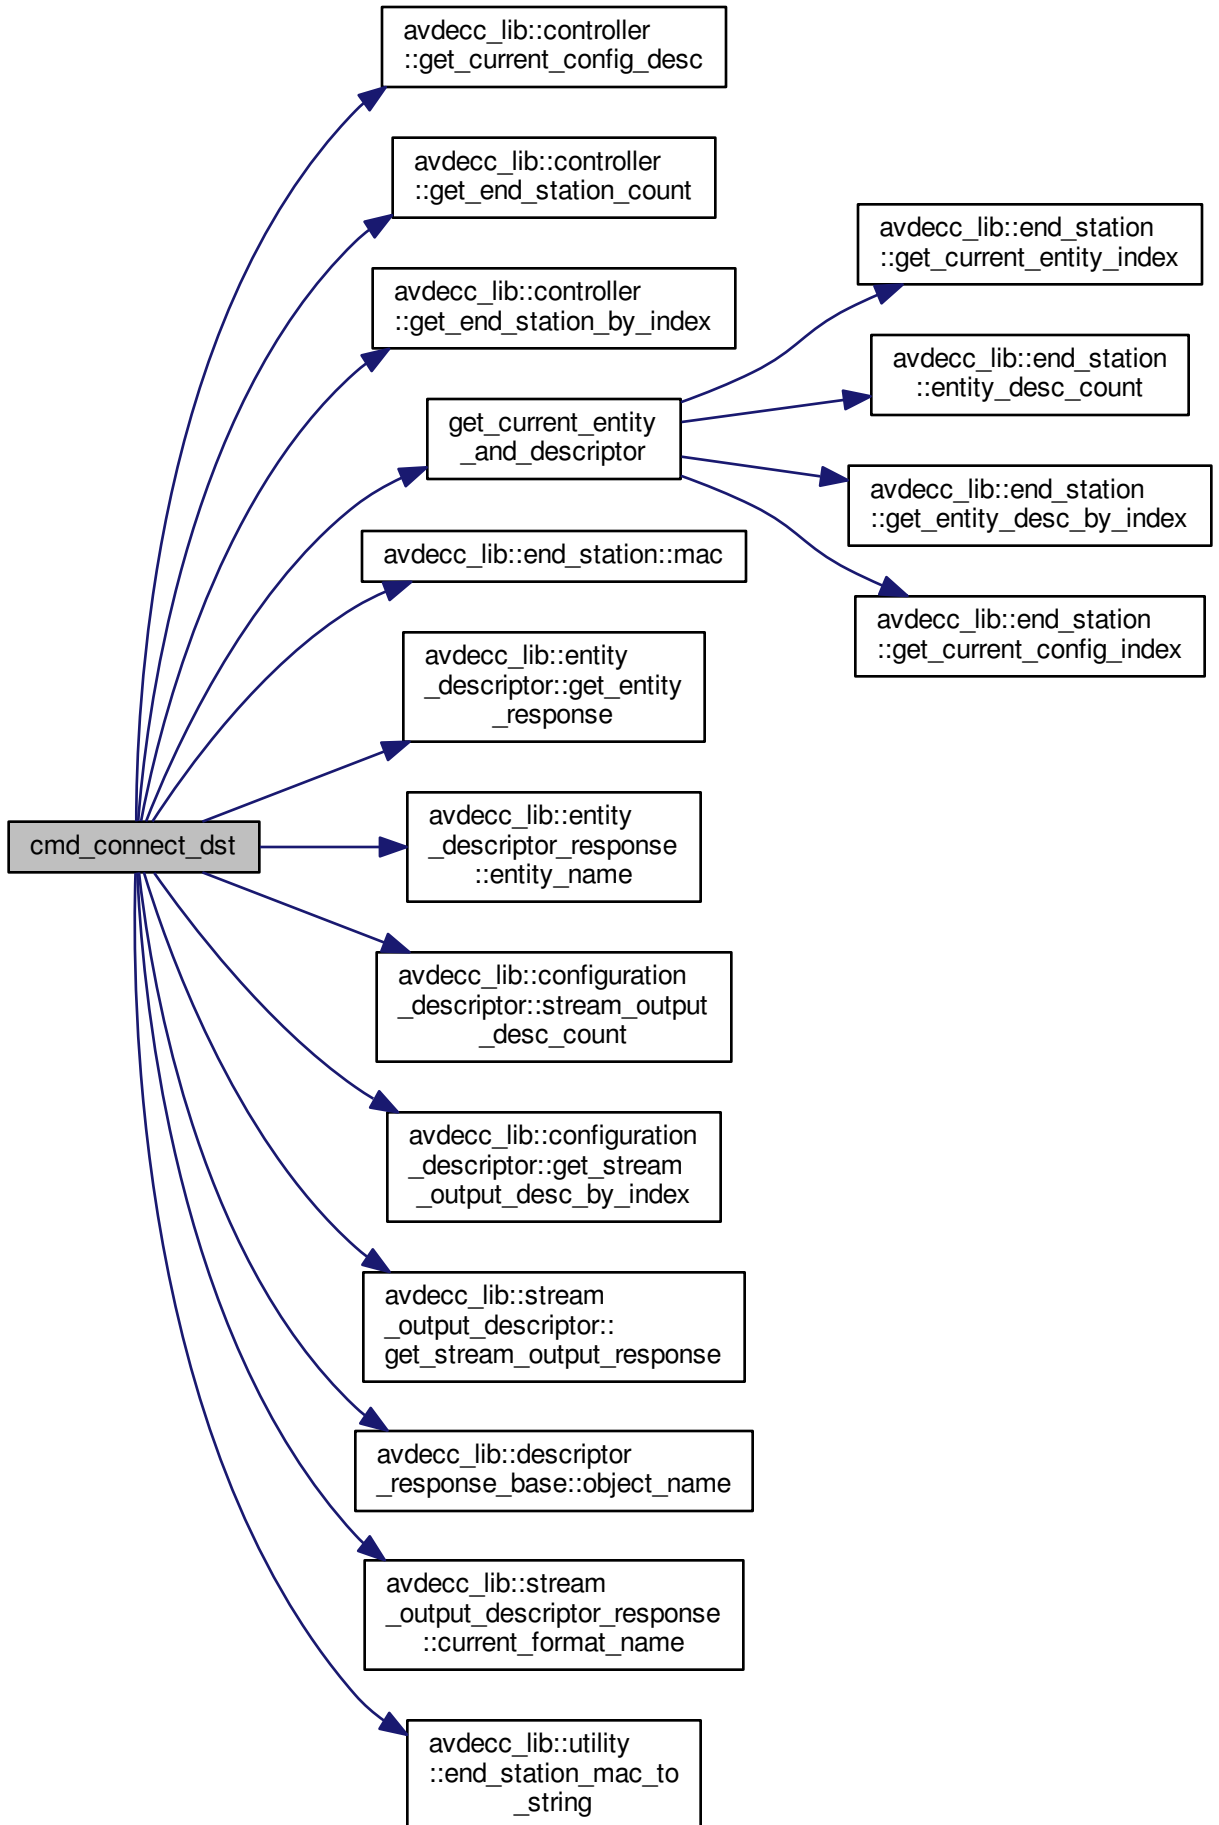 avdecc_lib::controller
::get_current_config_desc
avdecc_lib::controller
::get_end_station_count
avdecc_lib::controller
::get_end_station_by_index
get_current_entity
_and_descriptor
avdecc_lib::end_station
::get_current_entity_index
avdecc_lib::end_station
::entity_desc_count
avdecc_lib::end_station
::get_entity_desc_by_index
avdecc_lib::end_station
::get_current_config_index
avdecc_lib::end_station::mac
avdecc_lib::entity
_descriptor::get_entity
_response
cmd_connect_dst
avdecc_lib::entity
_descriptor_response
::entity_name
avdecc_lib::configuration
_descriptor::stream_output
_desc_count
avdecc_lib::configuration
_descriptor::get_stream
_output_desc_by_index
avdecc_lib::stream
_output_descriptor::
get_stream_output_response
avdecc_lib::descriptor
_response_base::object_name
avdecc_lib::stream
_output_descriptor_response
::current_format_name
avdecc_lib::utility
::end_station_mac_to
_string